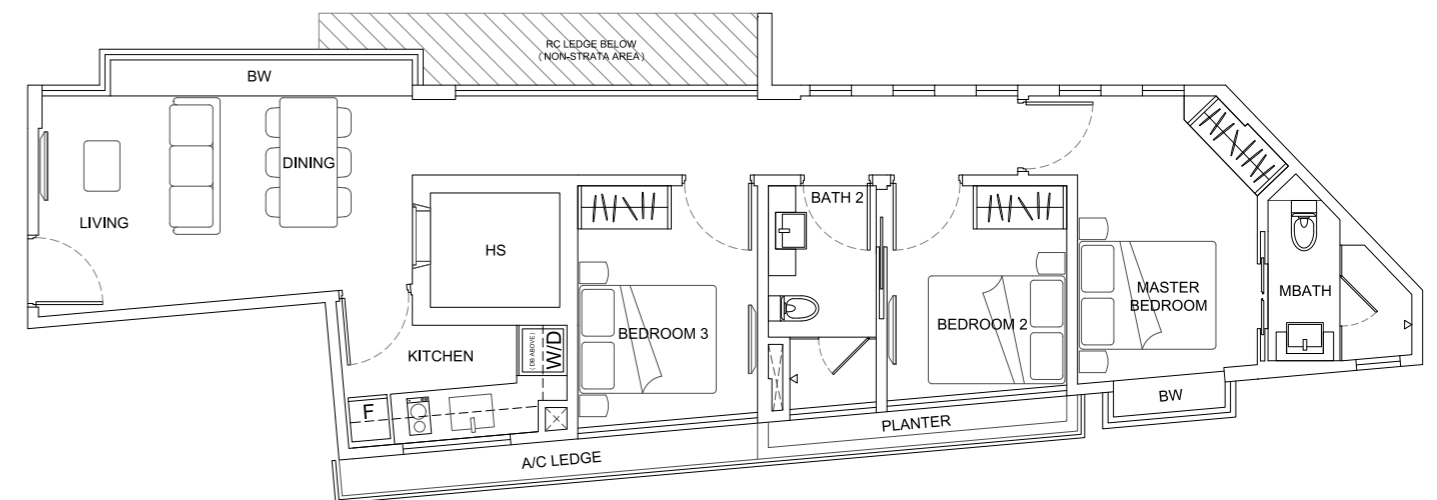 RC LEDGE BELOW
( NON-STRATA AREA )
BW
DINING
LIVING
HS
BATH 2
MASTER
BEDROOM
MBATH
BEDROOM 3
BEDROOM 2
KITCHEN
( DB ABOVE )
W/D
F
BW
PLANTER
A/C LEDGE